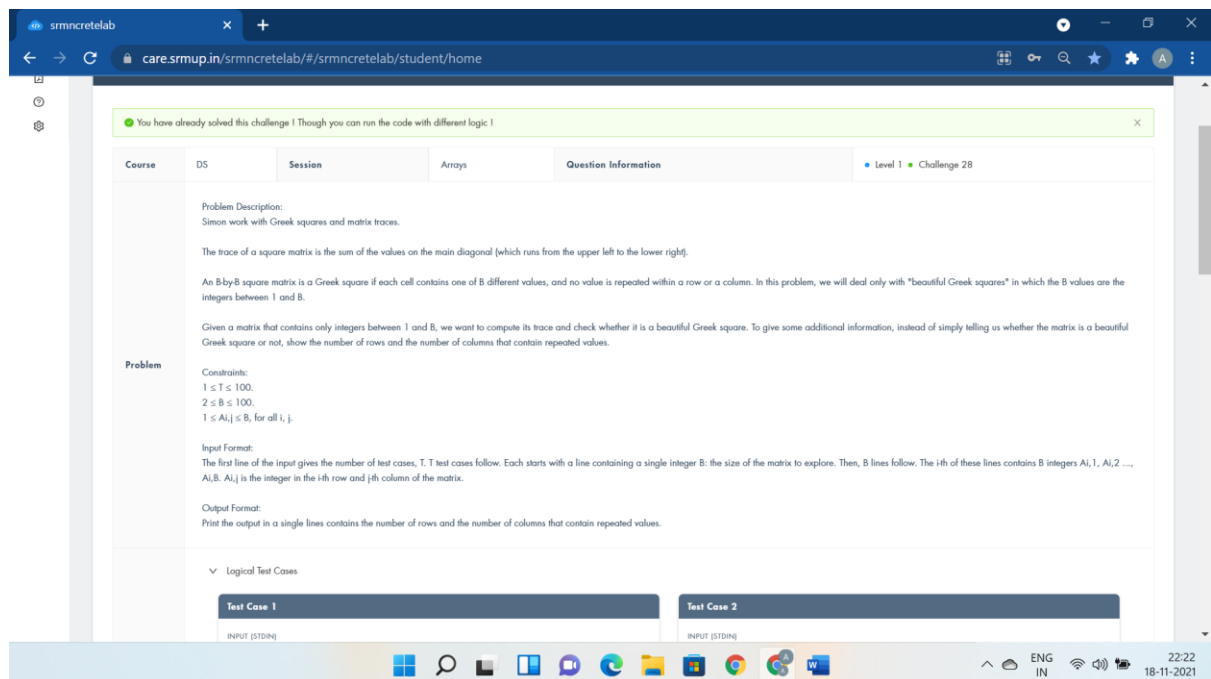 srmncretelab
care.srmup.in/srmncretelab/#/srmncretelab/student/home
A
You have already solved this challenge ! Though you can run the code with different logic !
Course DS Session Arrays Question Information Level 1 Challenge 28
Problem
Problem Description:
Simon work with Greek squares and matrix traces.
The trace of a square matrix is the sum of the values on the main diagonal (which runs from the upper left to the lower right).
An B-by-B square matrix is a Greek square if each cell contains one of B different values, and no value is repeated within a row or a column. In this problem, we will deal only with "beautiful Greek squares" in which the B values are the
integers between 1 and B.
Given a matrix that contains only integers between 1 and B, we want to compute its trace and check whether it is a beautiful Greek square. To give some additional information, instead of simply telling us whether the matrix is a beautiful
Greek square or not, show the number of rows and the number of columns that contain repeated values.
Constraints:
1 ≤ T ≤ 100.
2 ≤ B ≤ 100.
1 ≤ Ai,j ≤ B, for all i, j.
Input Format:
The first line of the input gives the number of test cases, T. T test cases follow. Each starts with a line containing a single integer B: the size of the matrix to explore. Then, B lines follow. The i-th of these lines contains B integers Ai,1, Ai,2 ...,
Ai,B. Ai,j is the integer in the i-th row and j-th column of the matrix.
Output Format:
Print the output in a single lines contains the number of rows and the number of columns that contain repeated values.
Logical Test Cases
Test Case 1
INPUT (STDIN)
Test Case 2
INPUT (STDIN)
ENG
IN
22:22
18-11-2021